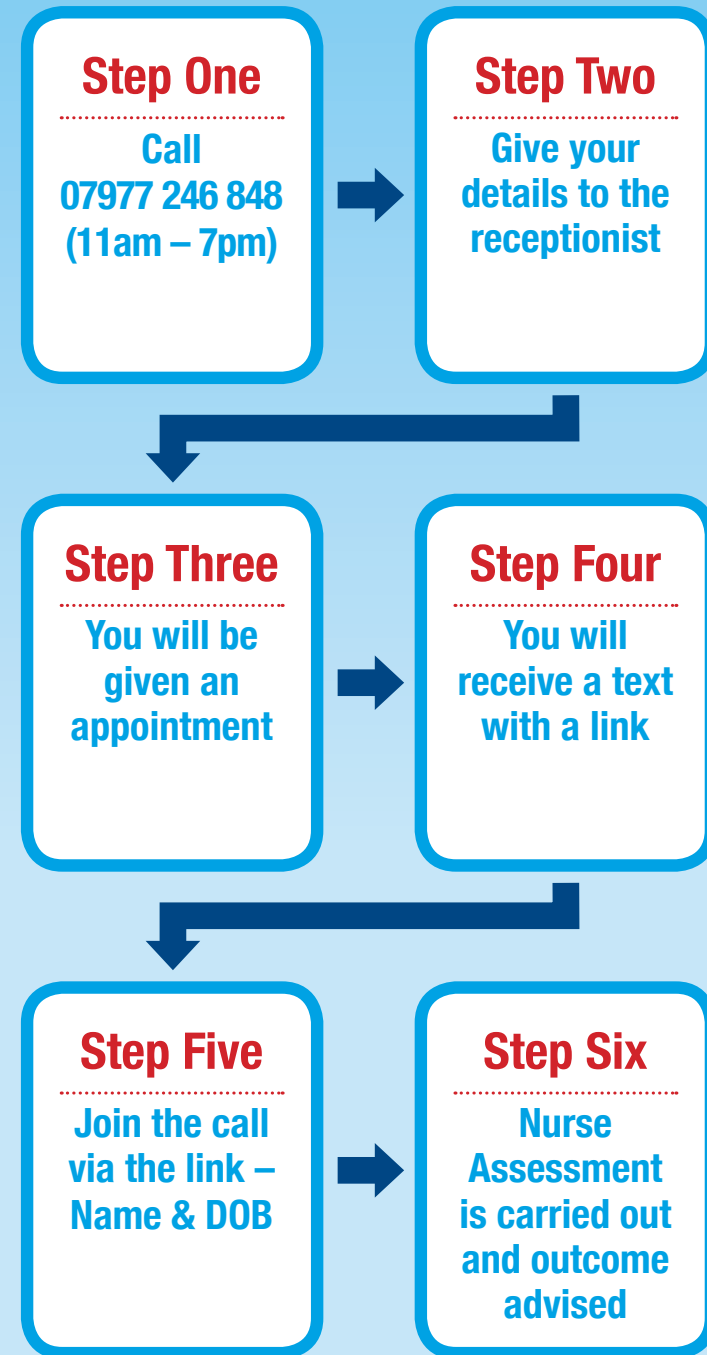 Step One
Call
07977 246 848
(11am – 7pm)
Step Two
Give your
details to the
receptionist
Step Three
You will be
given an
appointment
Step Four
You will
receive a text
with a link
Step Five
Join the call
via the link –
Name & DOB
Step Six
Nurse
Assessment
is carried out
and outcome
advised